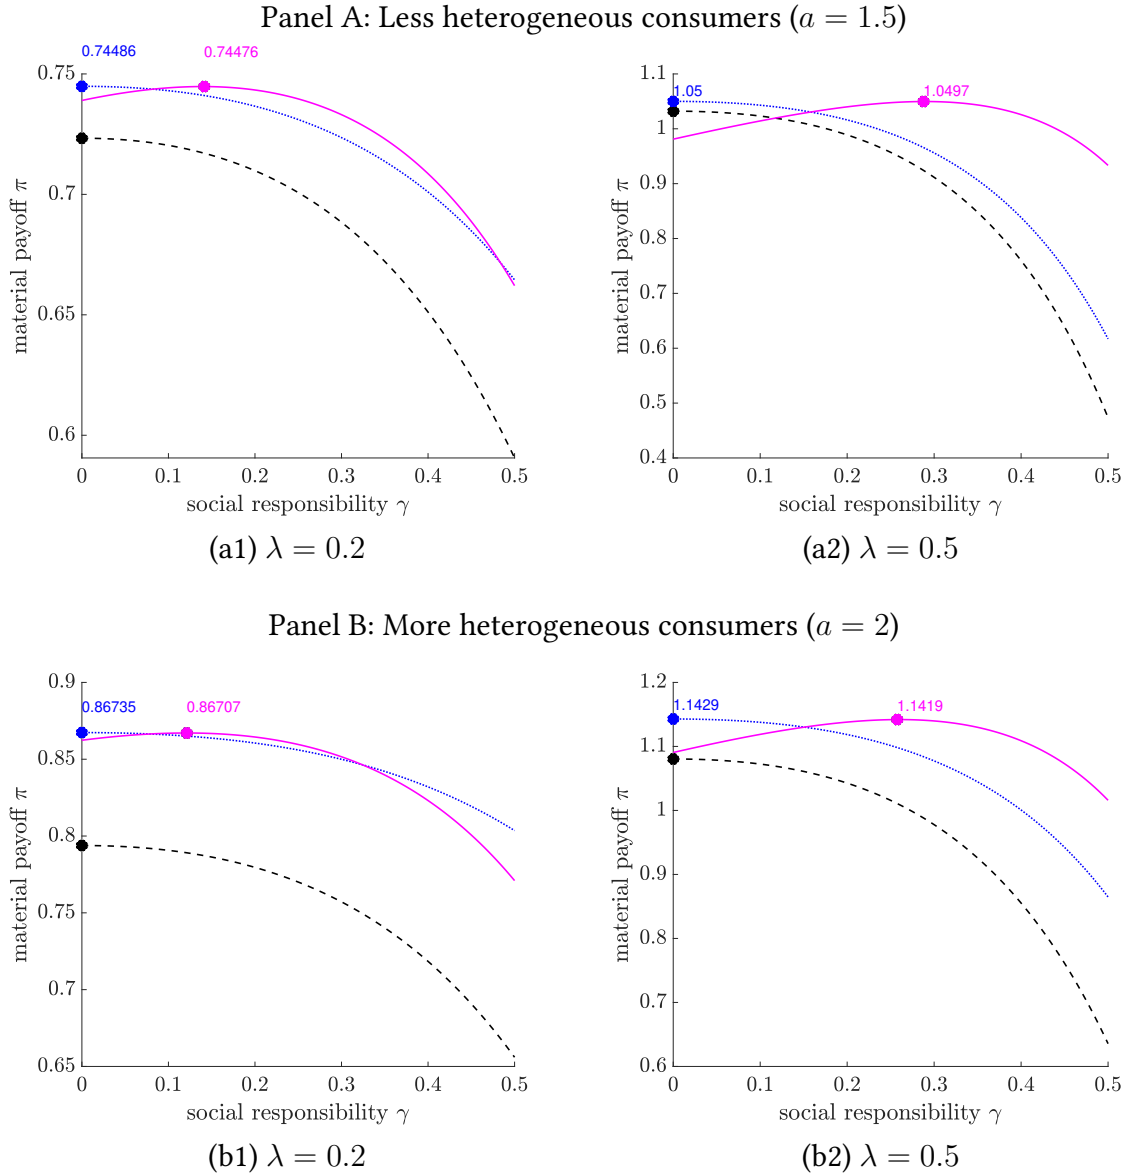 Panel A: Less heterogeneous consumers (a = 1.5)
0.74486 0.74476
0.75
0.7
0.65
0.6
material payoff π
0 0.1 0.2 0.3 0.4 0.5
social responsibility γ
(a1) λ = 0.2
1.05 1.0497
1.1
1
0.9
0.8
0.7
0.6
0.5
0.4
material payoff π
0 0.1 0.2 0.3 0.4 0.5
social responsibility γ
(a2) λ = 0.5
Panel B: More heterogeneous consumers (a = 2)
0.86735 0.86707
0.9
0.85
0.8
0.75
0.7
0.65
material payoff π
0 0.1 0.2 0.3 0.4 0.5
social responsibility γ
(b1) λ = 0.2
1.1429 1.1419
1.2
1.1
1
0.9
0.8
0.7
0.6
material payoff π
0 0.1 0.2 0.3 0.4 0.5
social responsibility γ
(b2) λ = 0.5